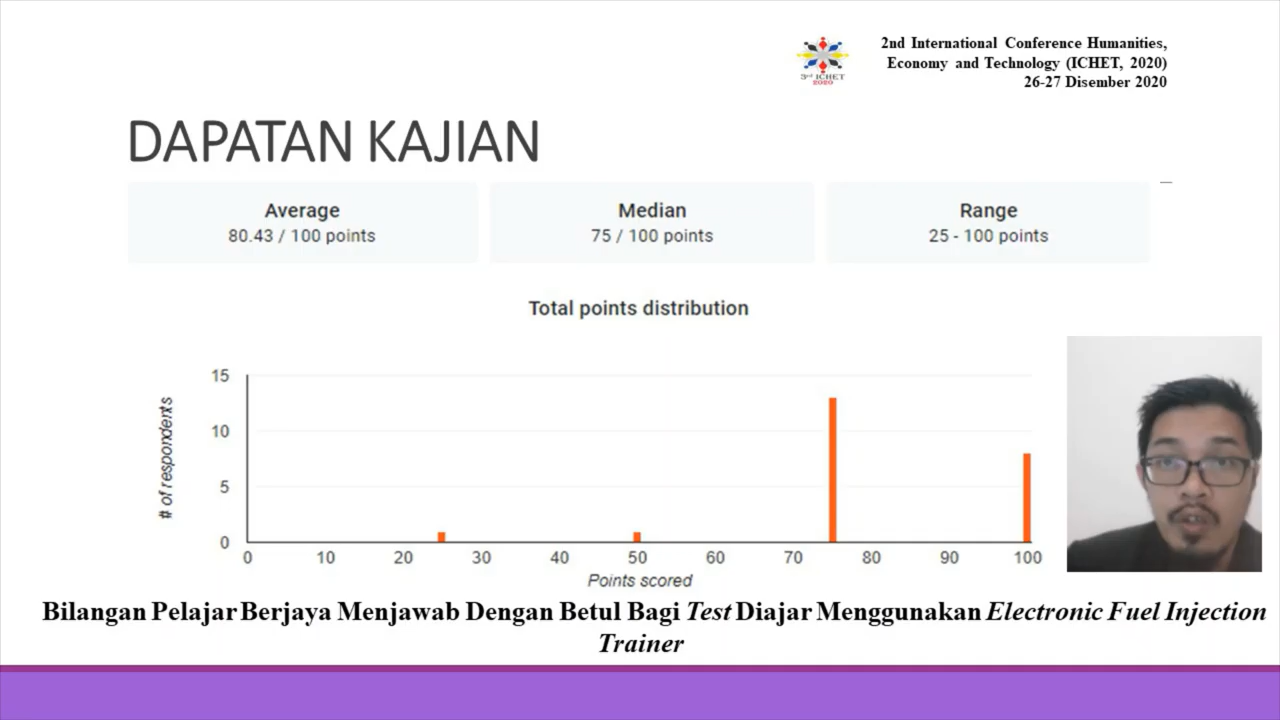 2nd International Conference Humanities,
Economy and Technology (ICHET, 2020)
26-27 Disember 2020
3rd ICHET
2020
DAPATAN KAJIAN
Average
80.43 / 100 points
Median
75 / 100 points
Range
25 - 100 points
Total points distribution
# of respondents
15
10
5
0
0 10 20 30 40 50 60 70 80 90 100
Points scored
Bilangan Pelajar Berjaya Menjawab Dengan Betul Bagi Test Diajar Menggunakan Electronic Fuel Injection
Trainer